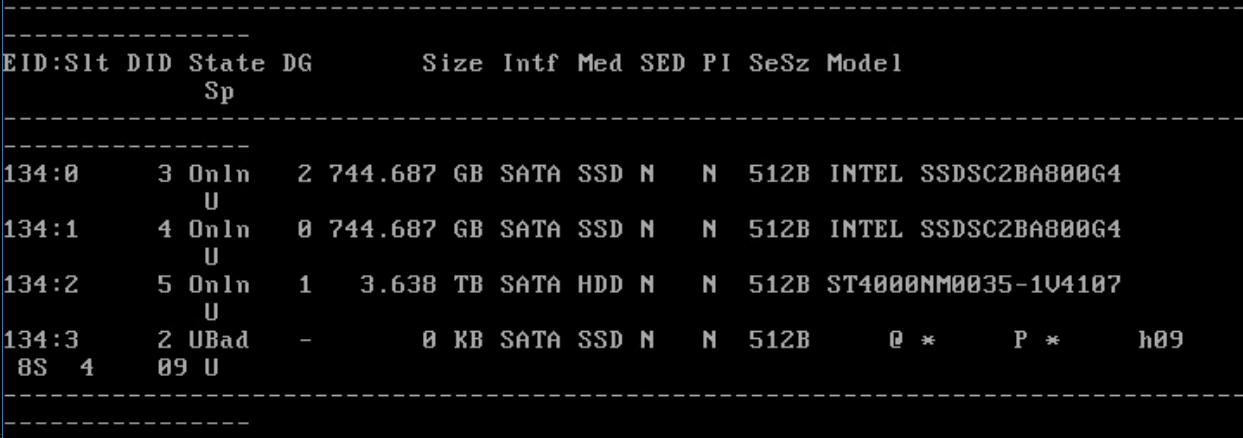 --------------------------------------------------------------------------------
----------------
EID:Slt DID State DG       Size Intf Med SED PI SeSz Model
             Sp
--------------------------------------------------------------------------------
----------------
134:0     3 Onln   2 744.687 GB SATA SSD N   N  512B INTEL SSDSC2BA800G4
             U
134:1     4 Onln   0 744.687 GB SATA SSD N   N  512B INTEL SSDSC2BA800G4
             U
134:2     5 Onln   1   3.638 TB SATA HDD N   N  512B ST4000NM0035-1V4107
             U
134:3     2 UBad   -       0 KB SATA SSD N   N  512B     @ *     P *     h09
 8S  4    09 U
--------------------------------------------------------------------------------
----------------